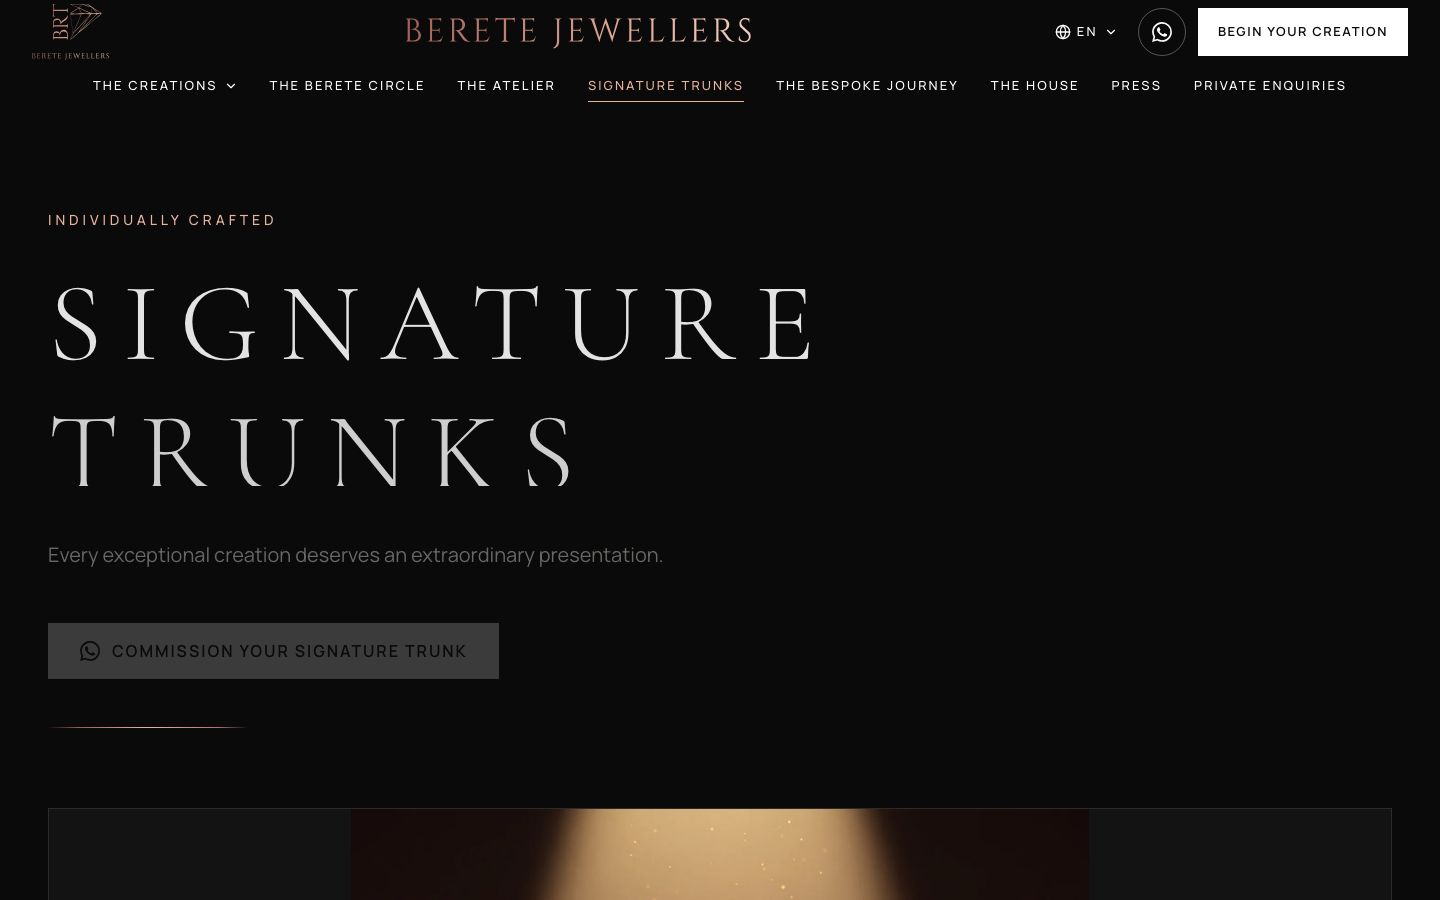 BRT
BERETE JEWELLERS
BERETE JEWELLERS
EN
BEGIN YOUR CREATION
THE CREATIONS
THE BERETE CIRCLE
THE ATELIER
SIGNATURE TRUNKS
THE BESPOKE JOURNEY
THE HOUSE
PRESS
PRIVATE ENQUIRIES
INDIVIDUALLY CRAFTED
SIGNATURE
TRUNKS
Every exceptional creation deserves an extraordinary presentation.
COMMISSION YOUR SIGNATURE TRUNK